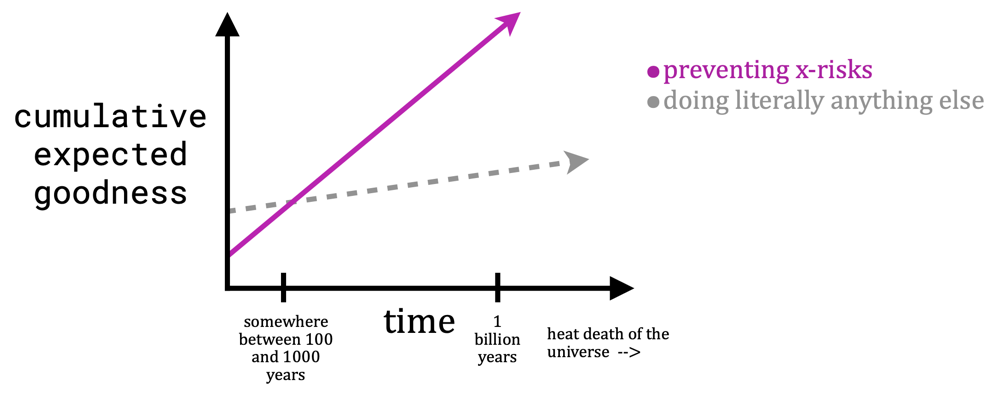 preventing x-risks
doing literally anything else
cumulative
expected
goodness
time
somewhere
between 100
and 1000
years
1
billion
years
heat death of the
universe -->